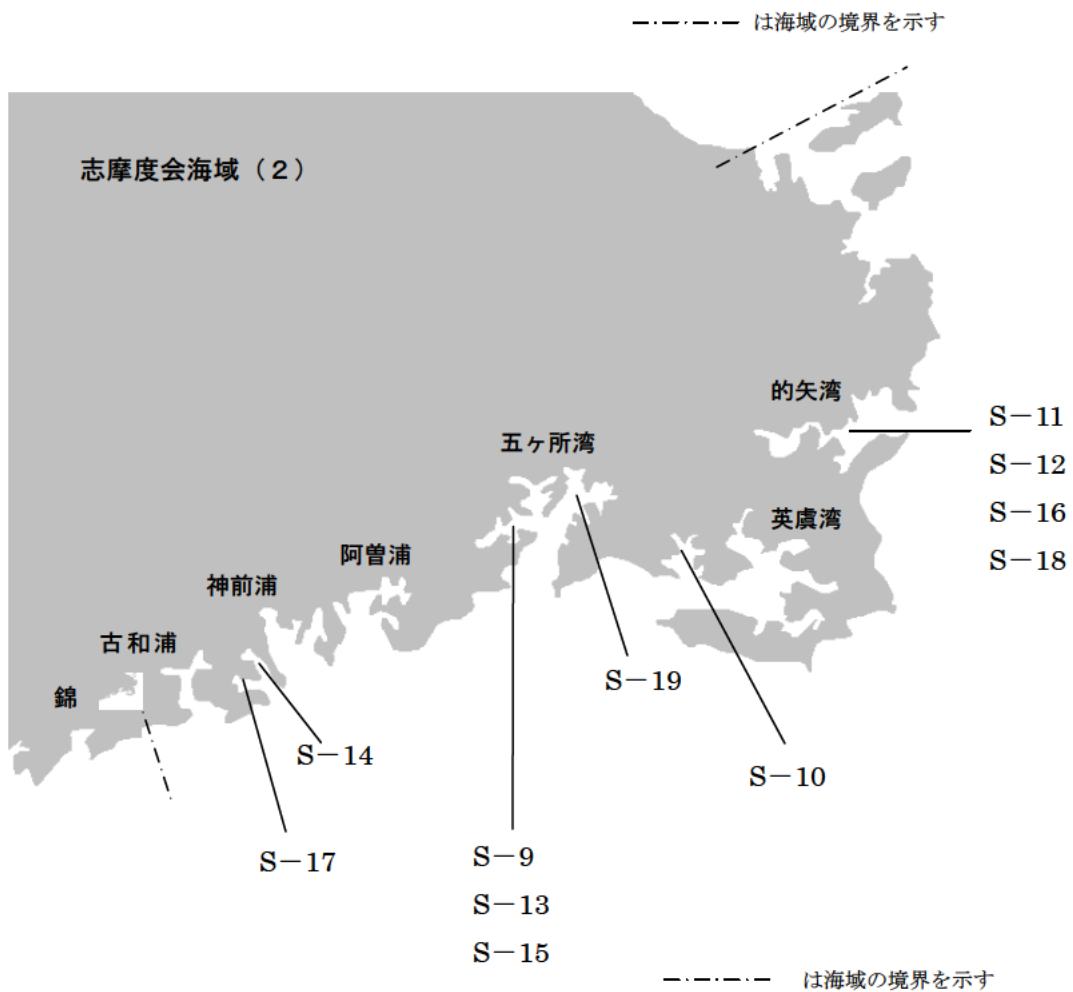 は海域の境界を示す
志摩度会海域（２）
的矢湾
S－11
五ヶ所湾
S－12
英虞湾
S－16
阿曽浦
S－18
神前浦
古和浦
錦
S－19
S－14
S－10
S－17
S－9
S－13
S－15
は海域の境界を示す